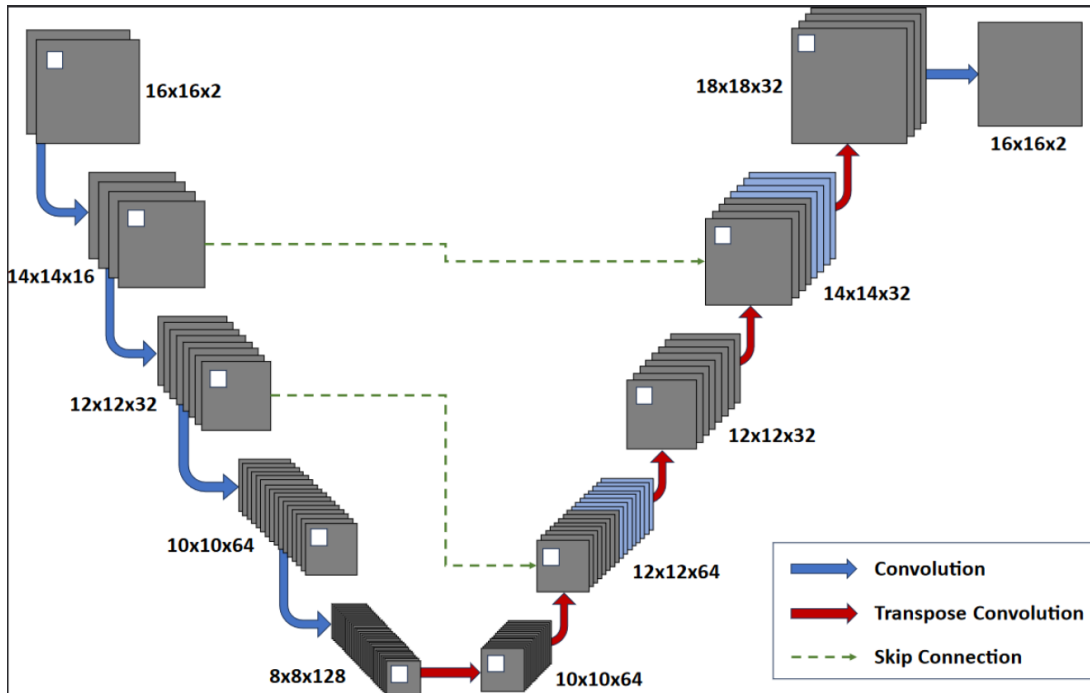 16x16x2
14x14x16
12x12x32
10x10x64
8x8x128
10x10x64
12x12x64
12x12x32
14x14x32
18x18x32
16x16x2
Convolution
Transpose Convolution
Skip Connection